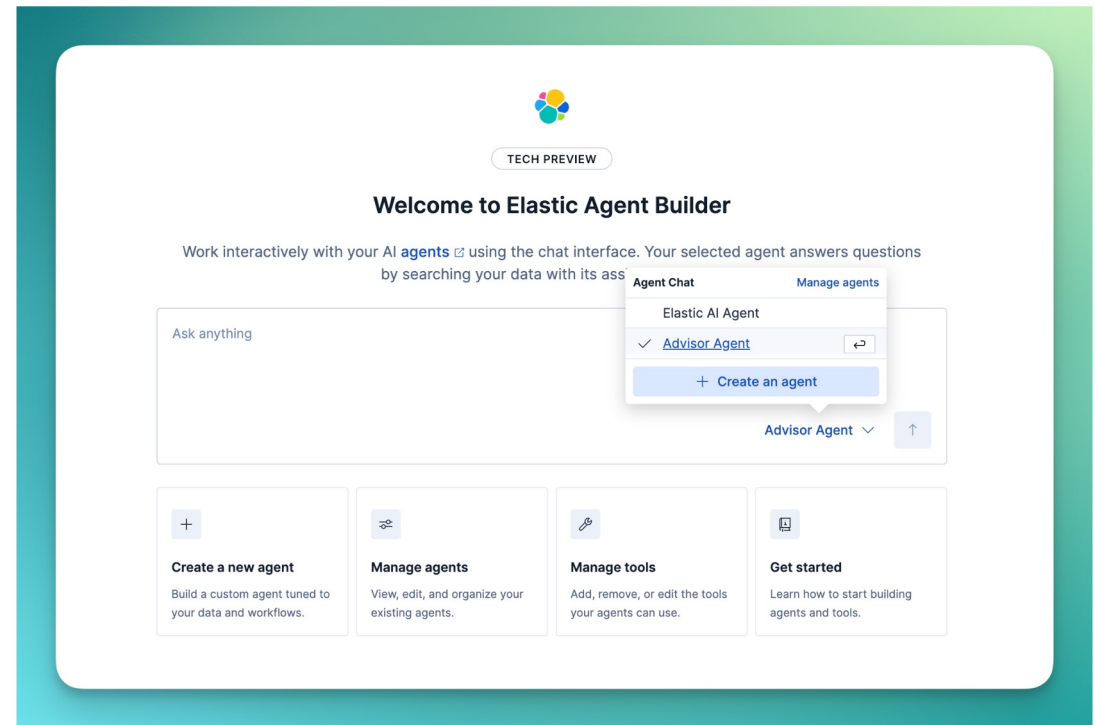 TECH PREVIEW
Welcome to Elastic Agent Builder
Work interactively with your AI agents using the chat interface. Your selected agent answers questions
by searching your data with its ass
Agent Chat
Manage agents
Elastic AI Agent
Advisor Agent
+ Create an agent
Ask anything
Advisor Agent
Create a new agent
Build a custom agent tuned to
your data and workflows.
Manage agents
View, edit, and organize your
existing agents.
Manage tools
Add, remove, or edit the tools
your agents can use.
Get started
Learn how to start building
agents and tools.